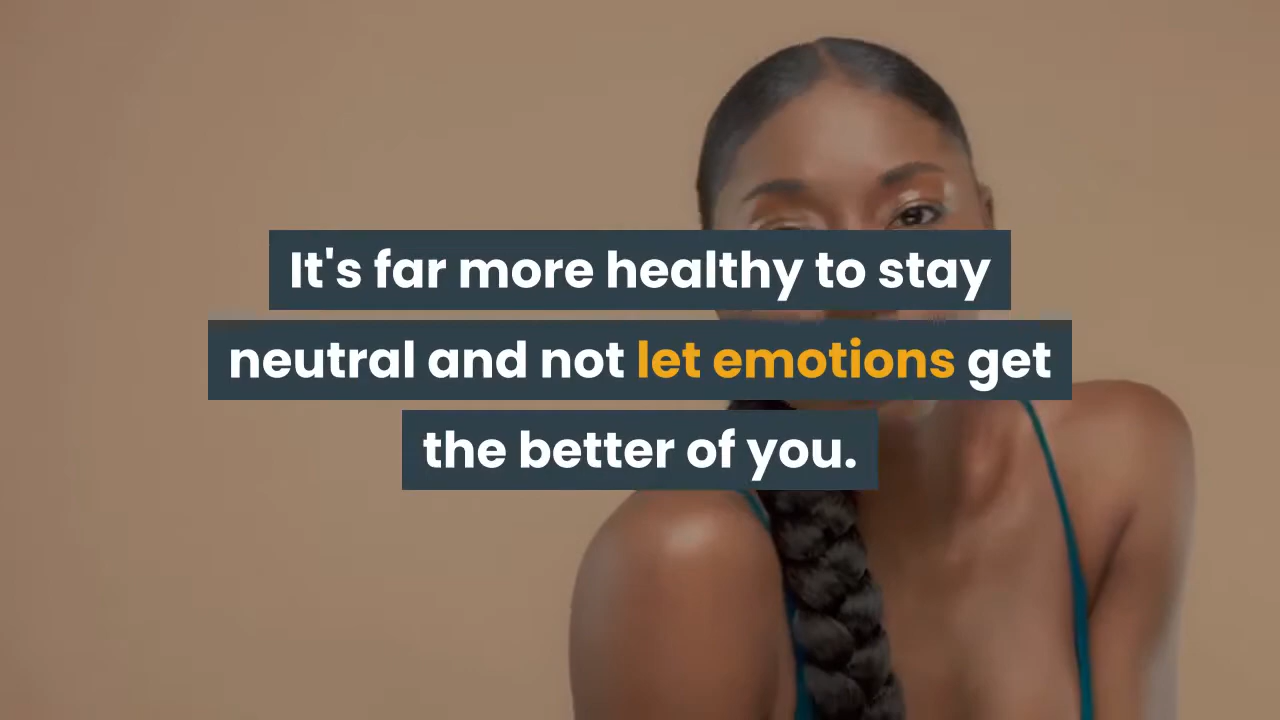 It's far more healthy to stay
neutral and not let emotions get
the better of you.